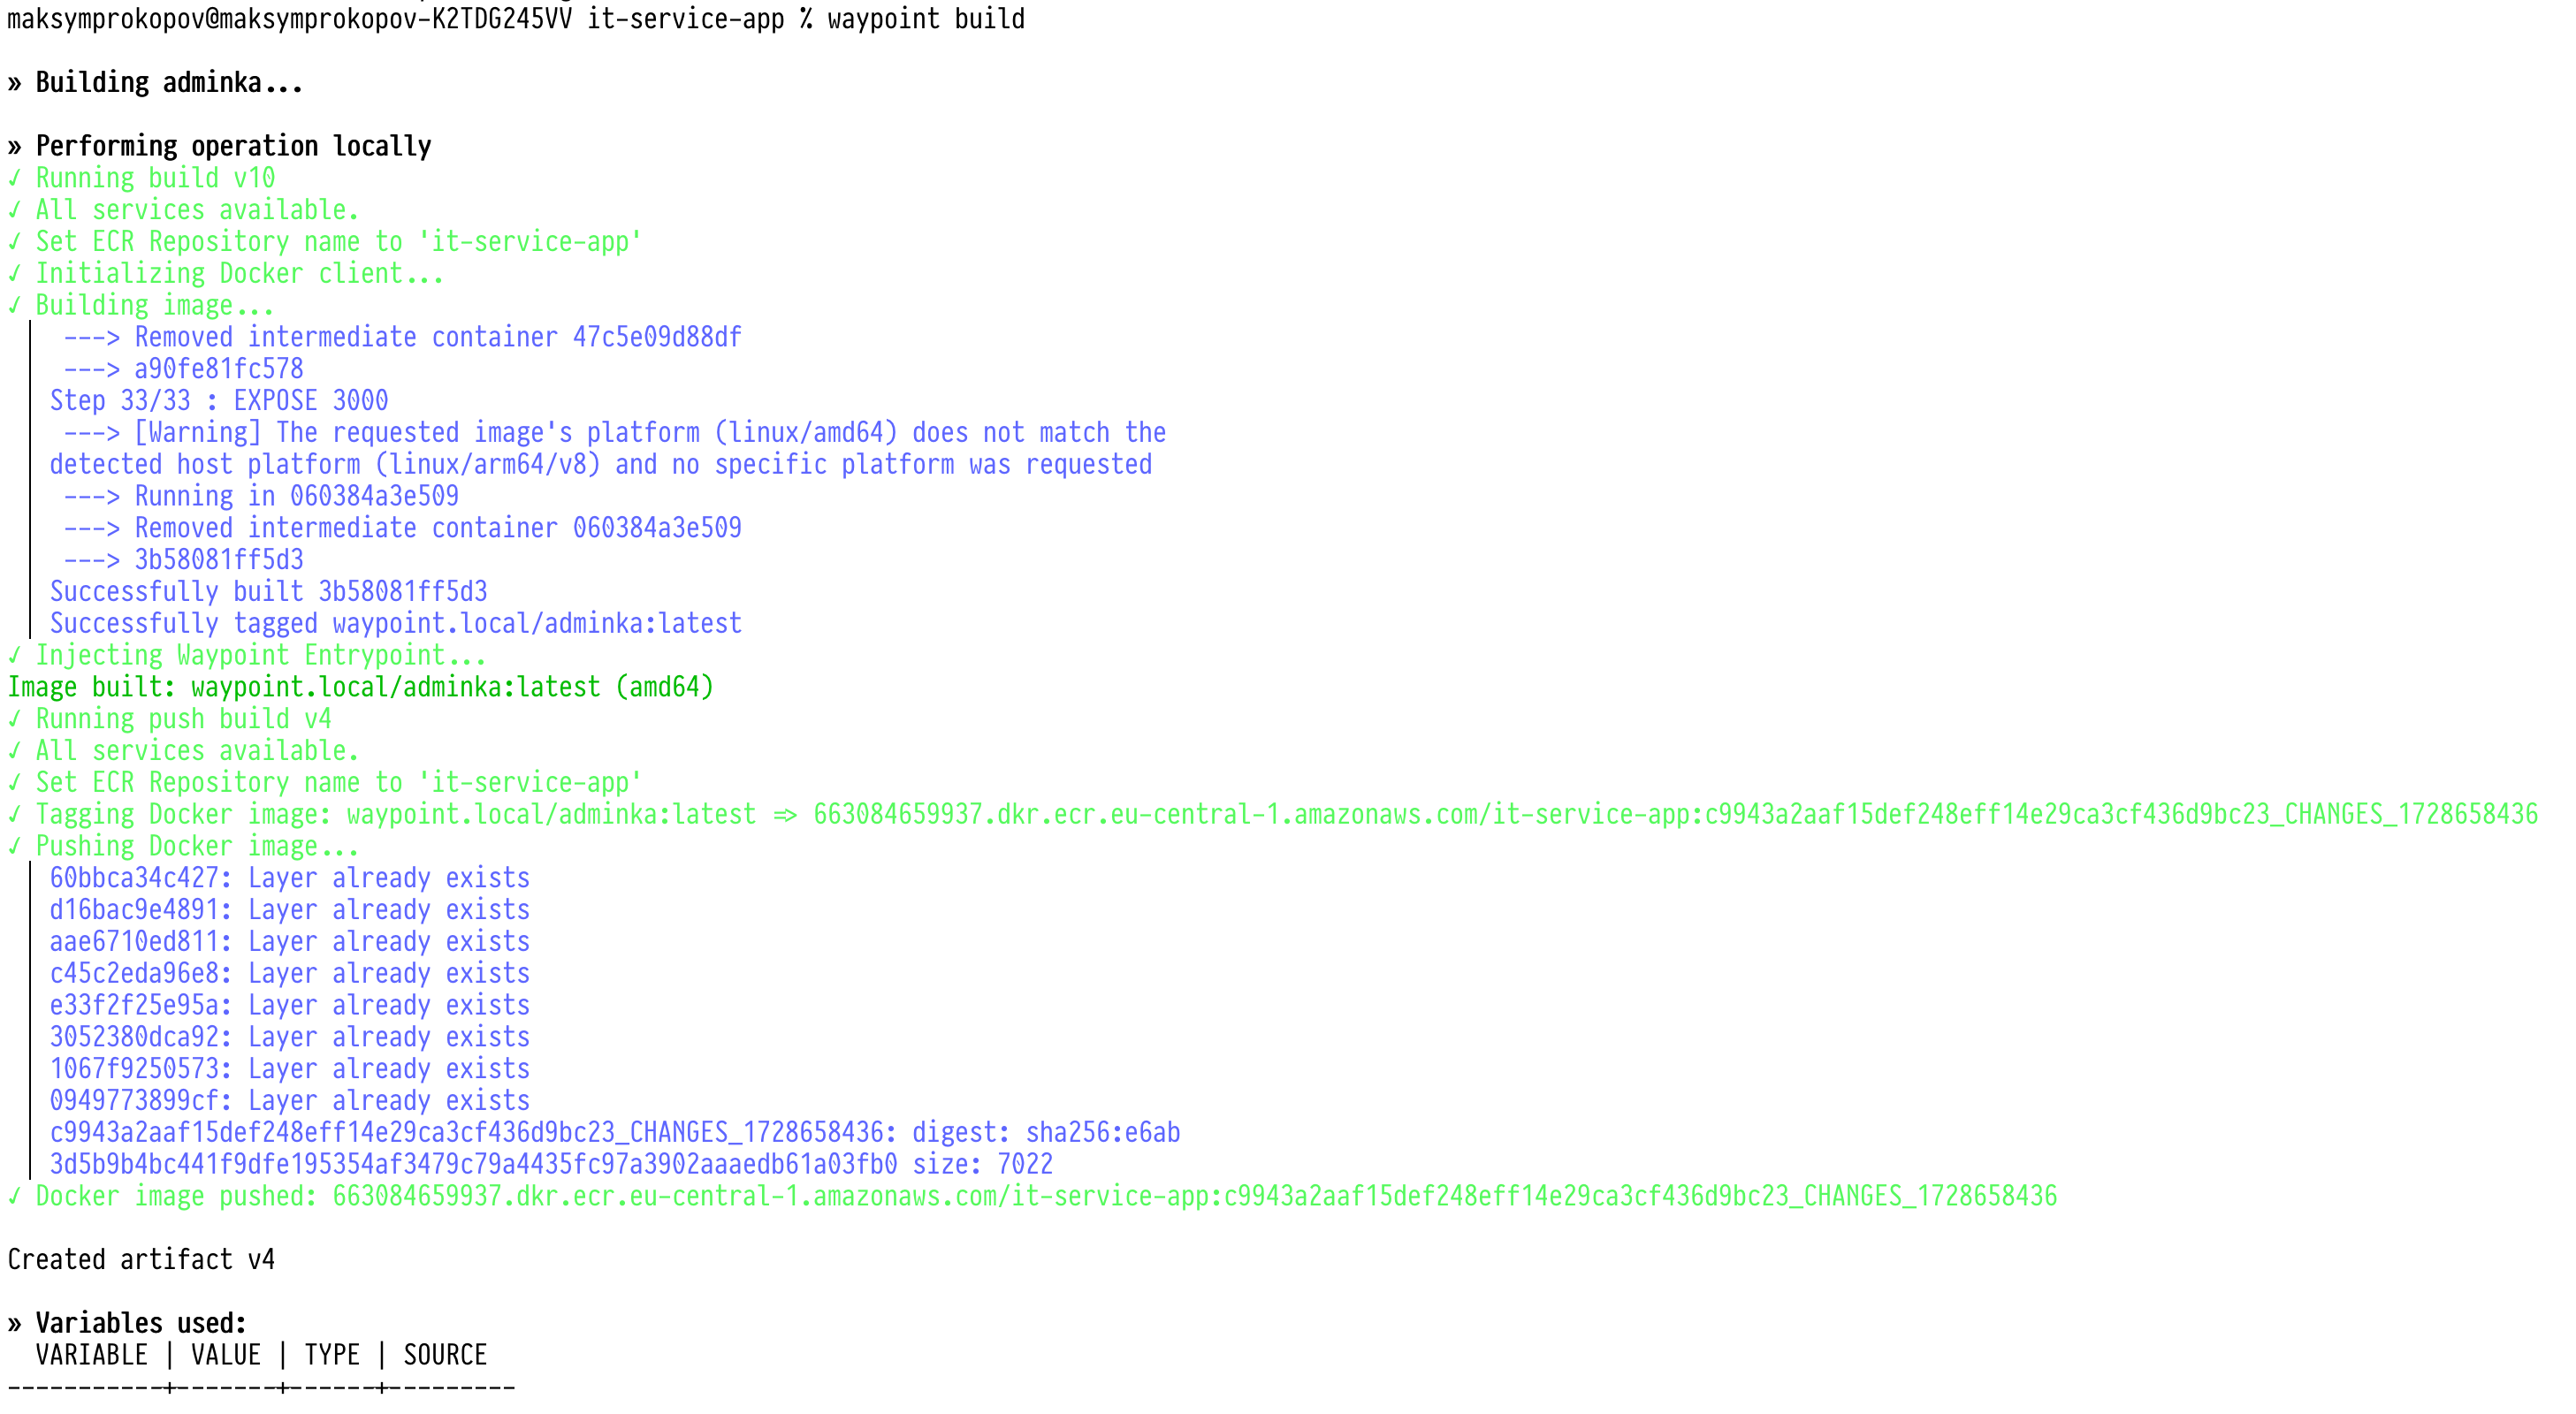 maksymprokopov@maksymprokopov-K2TDG245VV it-service-app % waypoint build
» Building adminka...
» Performing operation locally
✓ Running build v10
✓ All services available.
✓ Set ECR Repository name to 'it-service-app'
✓ Initializing Docker client...
✓ Building image...
---> Removed intermediate container 47c5e09d88df
---> a90fe81fc578
Step 33/33 : EXPOSE 3000
---> [Warning] The requested image's platform (linux/amd64) does not match the
detected host platform (linux/arm64/v8) and no specific platform was requested
---> Running in 060384a3e509
---> Removed intermediate container 060384a3e509
---> 3b58081ff5d3
Successfully built 3b58081ff5d3
Successfully tagged waypoint.local/adminka:latest
✓ Injecting Waypoint Entrypoint...
Image built: waypoint.local/adminka:latest (amd64)
✓ Running push build v4
✓ All services available.
✓ Set ECR Repository name to 'it-service-app'
✓ Tagging Docker image: waypoint.local/adminka:latest => 663084659937.dkr.ecr.eu-central-1.amazonaws.com/it-service-app:c9943a2aaf15def248eff14e29ca3cf436d9bc23_CHANGES_1728658436
✓ Pushing Docker image...
60bbca34c427: Layer already exists
d16bac9e4891: Layer already exists
aae6710ed811: Layer already exists
c45c2eda96e8: Layer already exists
e33f2f25e95a: Layer already exists
3052380dca92: Layer already exists
1067f9250573: Layer already exists
0949773899cf: Layer already exists
c9943a2aaf15def248eff14e29ca3cf436d9bc23_CHANGES_1728658436: digest: sha256:e6ab
3d5b9b4bc441f9dfe195354af3479c79a4435fc97a3902aaaedb61a03fb0 size: 7022
✓ Docker image pushed: 663084659937.dkr.ecr.eu-central-1.amazonaws.com/it-service-app:c9943a2aaf15def248eff14e29ca3cf436d9bc23_CHANGES_1728658436
Created artifact v4
» Variables used:
VARIABLE | VALUE | TYPE | SOURCE
-----------+-------+------+---------